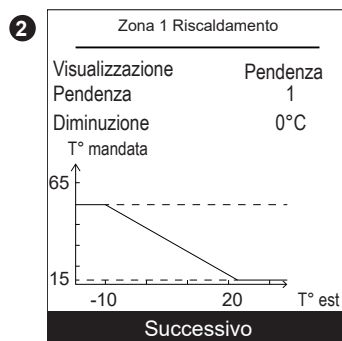 2
Zona 1 Riscaldamento
Visualizzazione Pendenza
Pendenza 1
Diminuzione 0°C
T° mandata
65
15
-10 20 T° est
Successivo